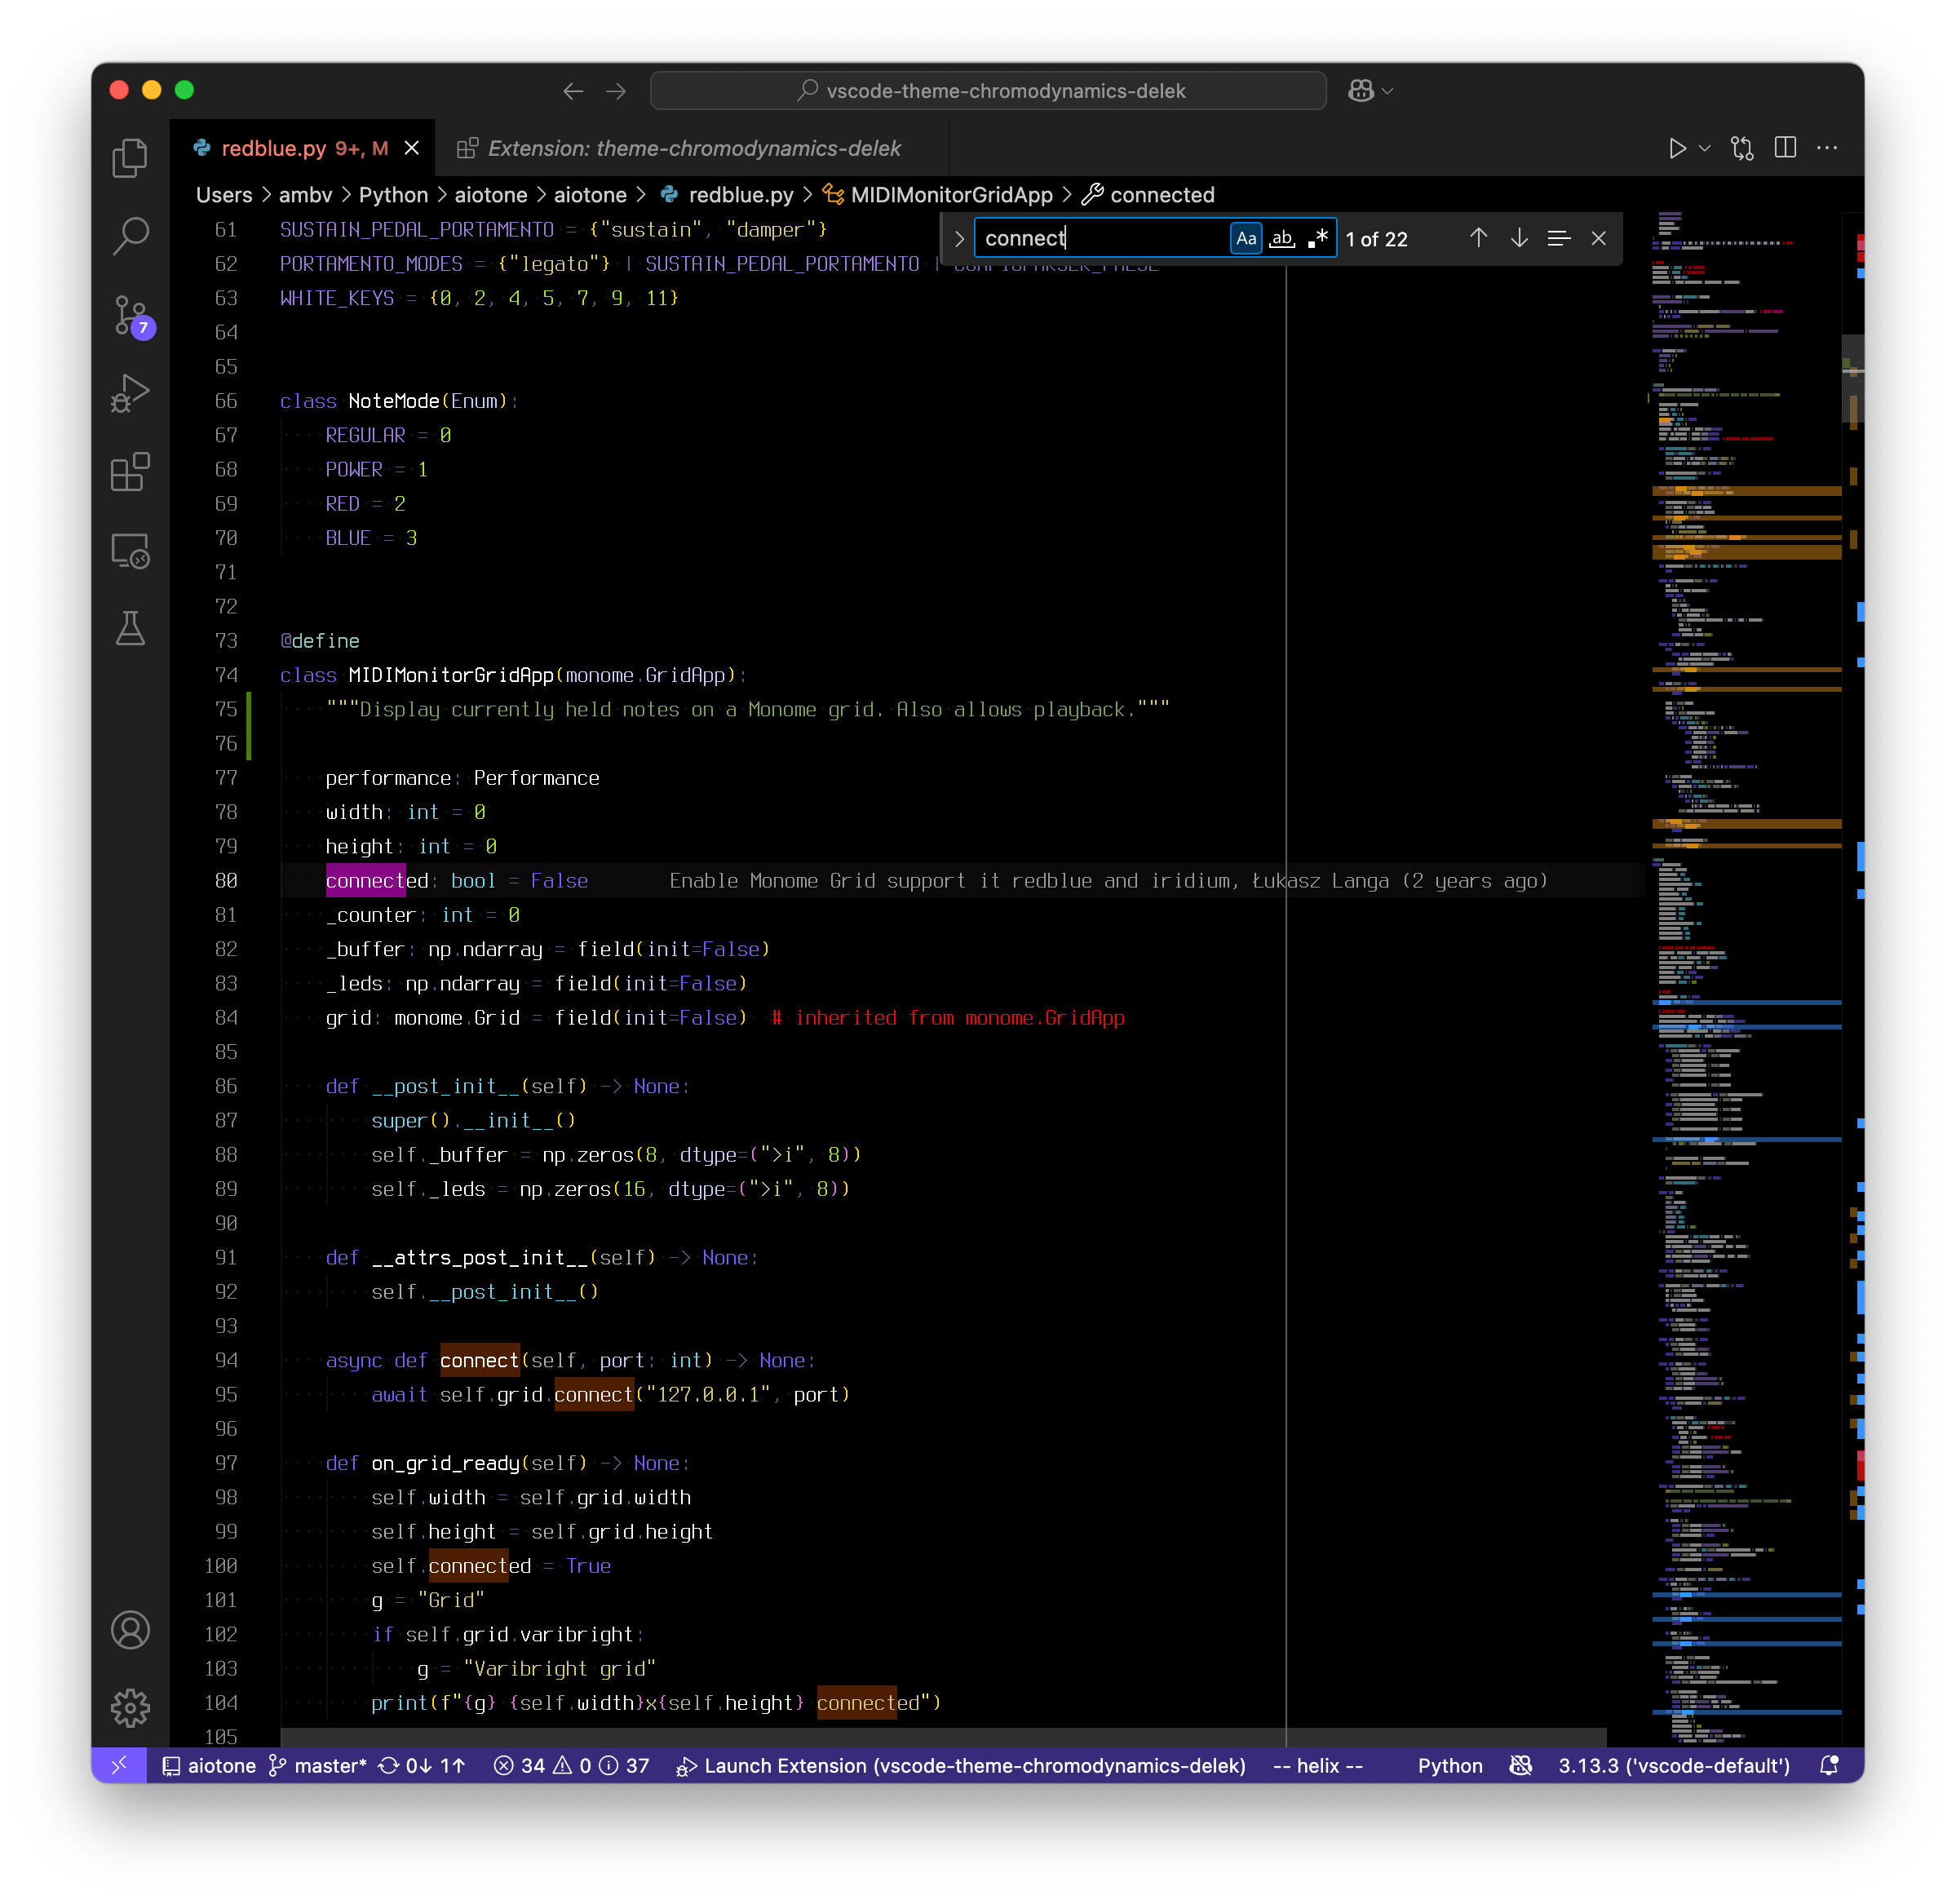 vscode-theme-chromodynamics-delek
redblue.py 9+, M
Extension: theme-chromodynamics-delek
Users > ambv > Python > aiotone > aiotone > redblue.py > MIDIMonitorGridApp > connected
connect
Aa ab .* 1 of 22
7
61 SUSTAIN_PEDAL_PORTAMENTO = {"sustain", "damper"}
62 PORTAMENTO_MODES = {"legato"} | SUSTAIN_PEDAL_PORTAMENTO |
63 WHITE_KEYS = {0, 2, 4, 5, 7, 9, 11}
64
65
66 class NoteMode(Enum):
67     REGULAR = 0
68     POWER = 1
69     RED = 2
70     BLUE = 3
71
72
73 @define
74 class MIDIMonitorGridApp(monome.GridApp):
75     """Display currently held notes on a Monome grid. Also allows playback."""
76
77     performance: Performance
78     width: int = 0
79     height: int = 0
80     connected: bool = False Enable Monome Grid support it redblue and iridium, Łukasz Langa (2 years ago)
81     _counter: int = 0
82     _buffer: np.ndarray = field(init=False)
83     _leds: np.ndarray = field(init=False)
84     grid: monome.Grid = field(init=False)  # inherited from monome.GridApp
85
86     def __post_init__(self) -> None:
87         super().__init__()
88         self._buffer = np.zeros(8, dtype=(">i", 8))
89         self._leds = np.zeros(16, dtype=(">i", 8))
90
91     def __attrs_post_init__(self) -> None:
92         self.__post_init__()
93
94     async def connect(self, port: int) -> None:
95         await self.grid.connect("127.0.0.1", port)
96
97     def on_grid_ready(self) -> None:
98         self.width = self.grid.width
99         self.height = self.grid.height
100         self.connected = True
101         g = "Grid"
102         if self.grid.varibright:
103             g = "Varibright grid"
104         print(f"{g} {self.width}x{self.height} connected")
105
aiotone master* 0↓ 1↑ 34 0 37 Launch Extension (vscode-theme-chromodynamics-delek) -- helix -- Python 3.13.3 ('vscode-default')